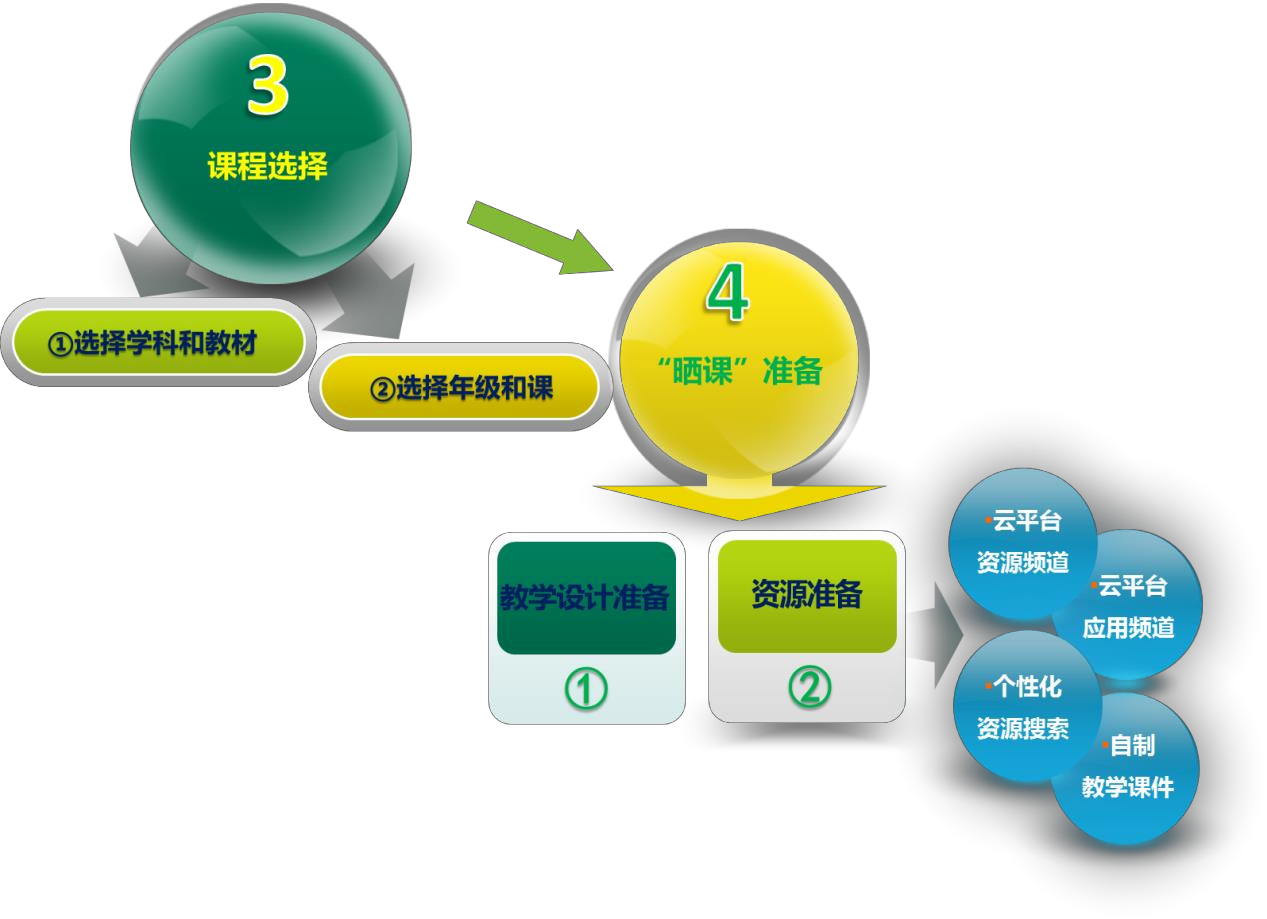 3
课程选择
①选择学科和教材
②选择年级和课
4
“晒课”准备
教学设计准备
①
资源准备
②
·云平台
资源频道
·云平台
应用频道
·个性化
资源搜索
·自制
教学课件